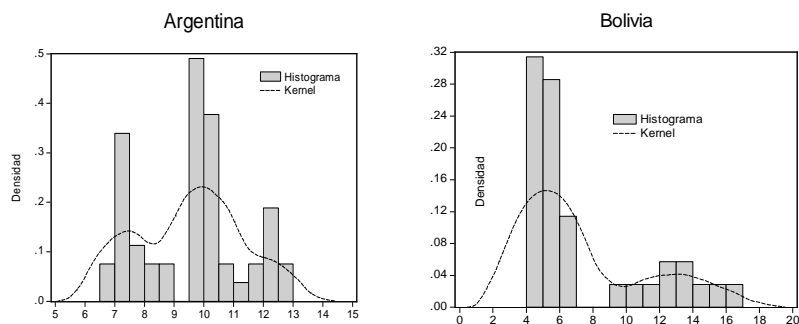 Argentina
.5
.4
.3
.2
.1
.0
Densidad
Histograma
Kernel
5 6 7 8 9 10 11 12 13 14 15
Bolivia
.32
.28
.24
.20
.16
.12
.08
.04
.00
Densidad
Histograma
Kernel
0 2 4 6 8 10 12 14 16 18 20